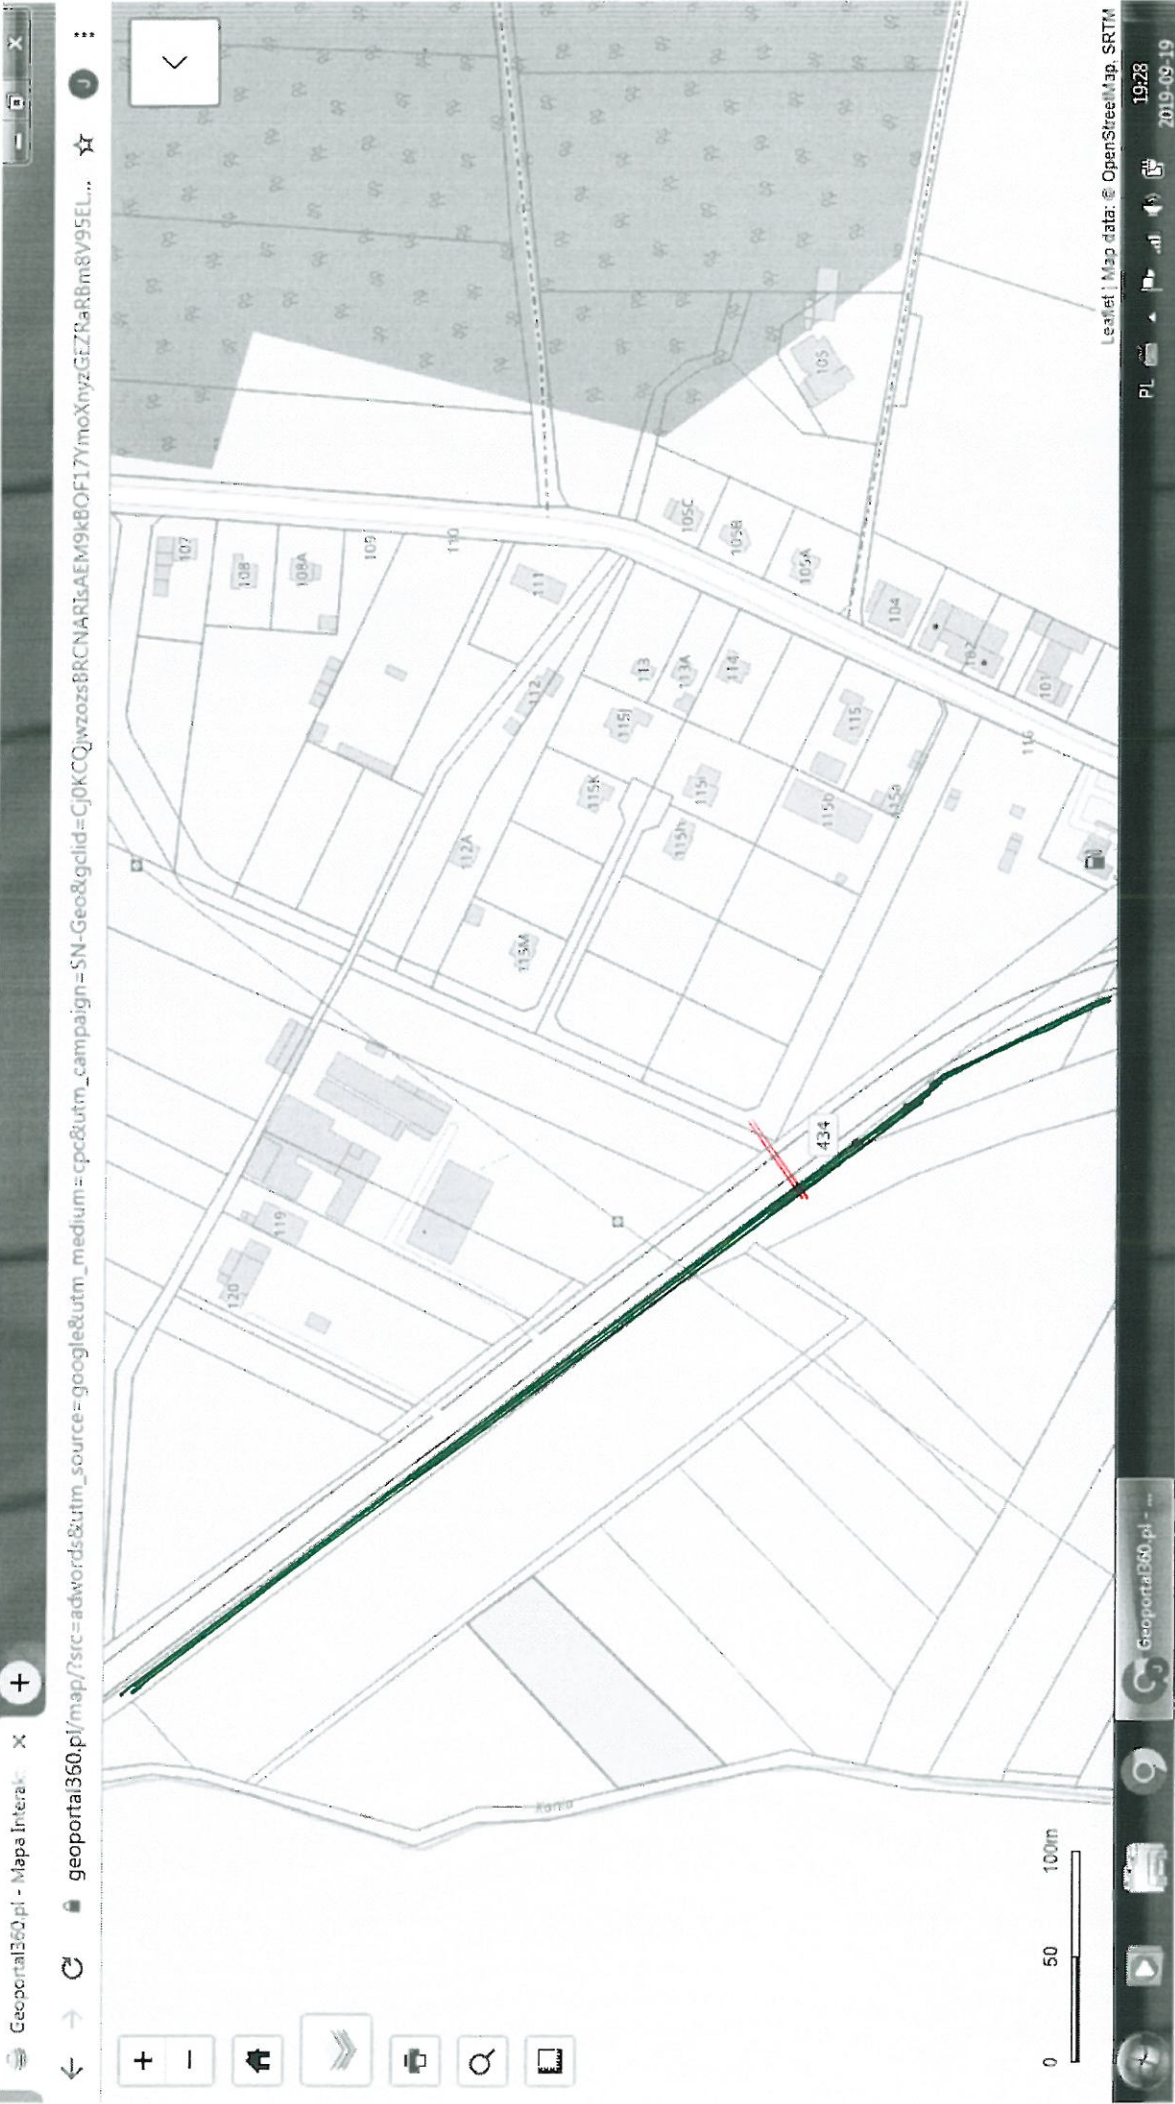 Geoportal360.pl - Mapa Interak
geoportal360.pl/map/?src=adwords&utm_source=google&utm_medium=cpc&utm_campaign=SN-Geo&gclid=Cj0KCQjwzozsBRCNARIsAEM9kBOF17YmoXnyzGtZRaRBm8V95EL...
J
107
108
108A
109
110
111
112
112A
113
113A
114
115J
115K
115i
115h
115M
115
115b
115a
116
105C
105B
105A
105
104
102
101
119
120
434
0
50
100m
Leaflet | Map data: © OpenStreetMap, SRTM
Geoportal360.pl - ...
PL
19:28
2019-09-19